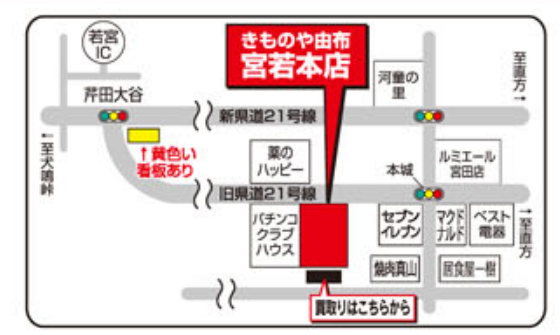 若宮
IC
きものや由布
宮若本店
河童の
里
至直方→
芹田大谷
新県道21号線
←至犬鳴峠
↑黄色い
看板あり
薬の
ハッピー
本城
ルミエール
宮田店
旧県道21号線
パチンコ
クラブ
ハウス
セブン
イレブン
マクド
ナルド
ベスト
電器
→至直方
焼肉真山
居食屋一樹
買取りはこちらから